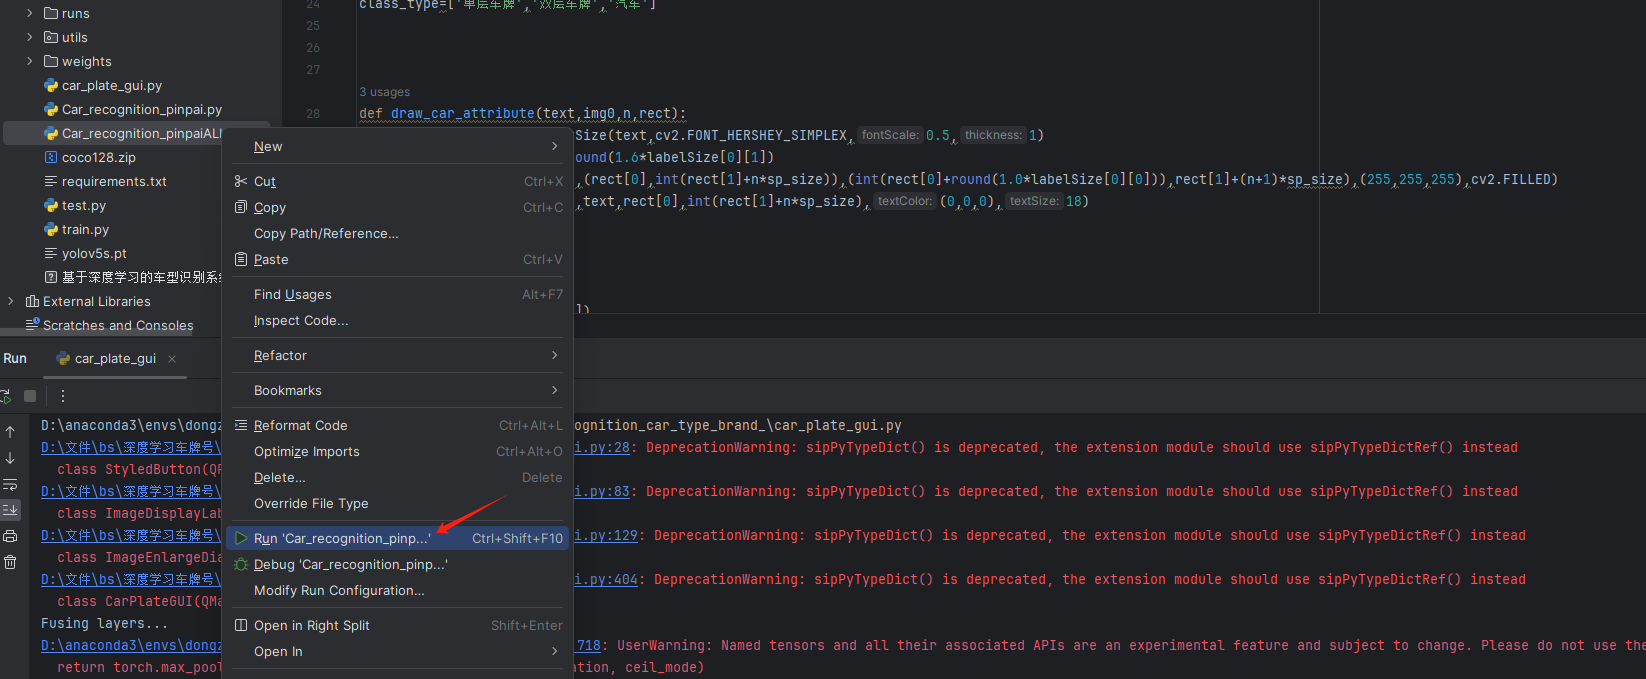 runs
utils
weights
car_plate_gui.py
Car_recognition_pinpai.py
Car_recognition_pinpaiALL
coco128.zip
requirements.txt
test.py
train.py
yolov5s.pt
基于深度学习的车型识别系
External Libraries
Scratches and Consoles
24 class_type=['单层车牌','双层车牌','汽车']
25
26
27
3 usages
28 def draw_car_attribute(text,img0,n,rect):
Size(text,cv2.FONT_HERSHEY_SIMPLEX, fontScale: 0.5, thickness: 1)
ound(1.6*labelSize[0][1])
,(rect[0],int(rect[1]+n*sp_size)),(int(rect[0]+round(1.0*labelSize[0][0])),rect[1]+(n+1)*sp_size),(255,255,255),cv2.FILLED)
,text,rect[0],int(rect[1]+n*sp_size), textColor: (0,0,0), textSize: 18)
])
New
Cut Ctrl+X
Copy Ctrl+C
Copy Path/Reference...
Paste Ctrl+V
Find Usages Alt+F7
Inspect Code...
Refactor
Bookmarks
Reformat Code Ctrl+Alt+L
Optimize Imports Ctrl+Alt+O
Delete... Delete
Override File Type
Run 'Car_recognition_pinp...' Ctrl+Shift+F10
Debug 'Car_recognition_pinp...'
Modify Run Configuration...
Open in Right Split Shift+Enter
Open In
Run car_plate_gui
D:\anaconda3\envs\dongz ognition_car_type_brand_\car_plate_gui.py
D:\文件\bs\深度学习车牌号\ i.py:28: DeprecationWarning: sipPyTypeDict() is deprecated, the extension module should use sipPyTypeDictRef() instead
class StyledButton(QP
D:\文件\bs\深度学习车牌号\ i.py:83: DeprecationWarning: sipPyTypeDict() is deprecated, the extension module should use sipPyTypeDictRef() instead
class ImageDisplayLab
D:\文件\bs\深度学习车牌号\ i.py:129: DeprecationWarning: sipPyTypeDict() is deprecated, the extension module should use sipPyTypeDictRef() instead
class ImageEnlargeDia
D:\文件\bs\深度学习车牌号\ i.py:404: DeprecationWarning: sipPyTypeDict() is deprecated, the extension module should use sipPyTypeDictRef() instead
class CarPlateGUI(QMa
Fusing layers...
D:\anaconda3\envs\dongz 718: UserWarning: Named tensors and all their associated APIs are an experimental feature and subject to change. Please do not use the
return torch.max_pool ation, ceil_mode)